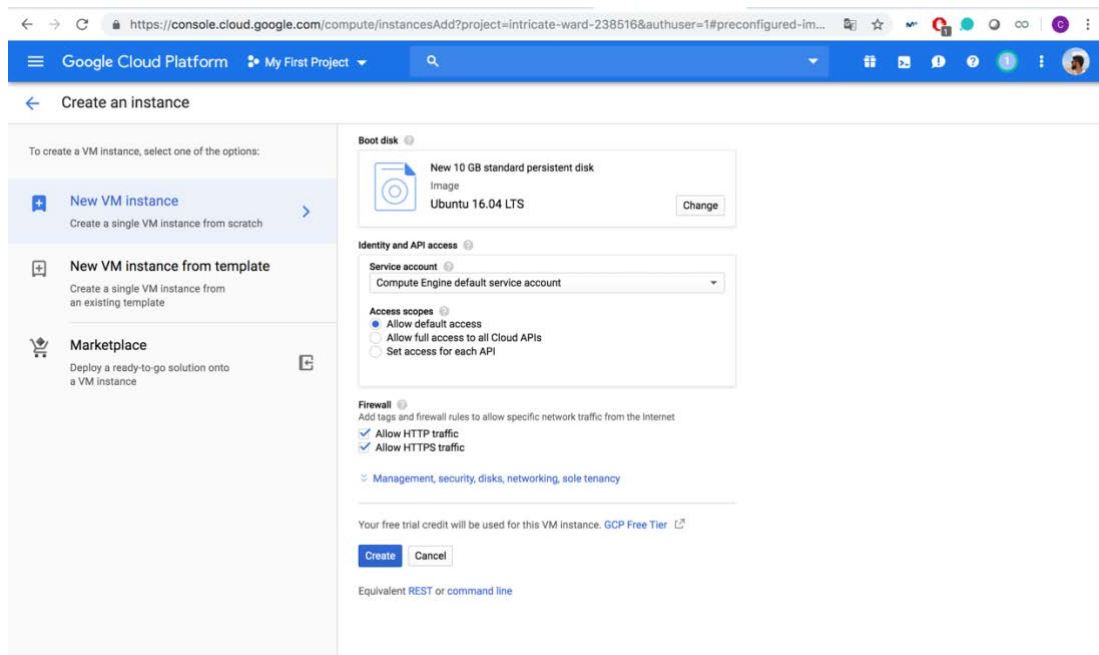 https://console.cloud.google.com/compute/instancesAdd?project=intricate-ward-238516&authuser=1#preconfigured-im...
1
C
Google Cloud Platform
My First Project
1
Create an instance
To create a VM instance, select one of the options:
New VM instance
Create a single VM instance from scratch
New VM instance from template
Create a single VM instance from
an existing template
Marketplace
Deploy a ready-to-go solution onto
a VM instance
Boot disk
New 10 GB standard persistent disk
Image
Ubuntu 16.04 LTS
Change
Identity and API access
Service account
Compute Engine default service account
Access scopes
Allow default access
Allow full access to all Cloud APIs
Set access for each API
Firewall
Add tags and firewall rules to allow specific network traffic from the Internet
Allow HTTP traffic
Allow HTTPS traffic
Management, security, disks, networking, sole tenancy
Your free trial credit will be used for this VM instance. GCP Free Tier
Create Cancel
Equivalent REST or command line